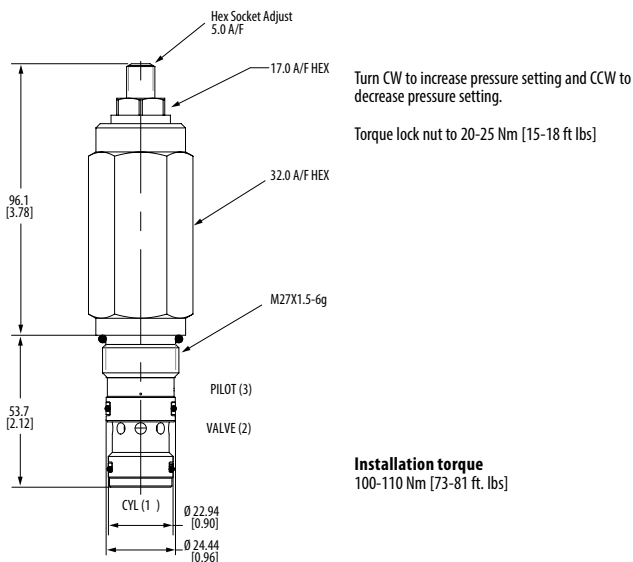 Hex Socket Adjust
5.0 A/F
17.0 A/F HEX
Turn CW to increase pressure setting and CCW to
decrease pressure setting.
Torque lock nut to 20-25 Nm [15-18 ft lbs]
96.1
[3.78]
32.0 A/F HEX
M27X1.5-6g
53.7
[2.12]
PILOT (3)
VALVE (2)
Installation torque
100-110 Nm [73-81 ft. lbs]
CYL (1 )
Ø 22.94
[0.90]
Ø 24.44
[0.96]